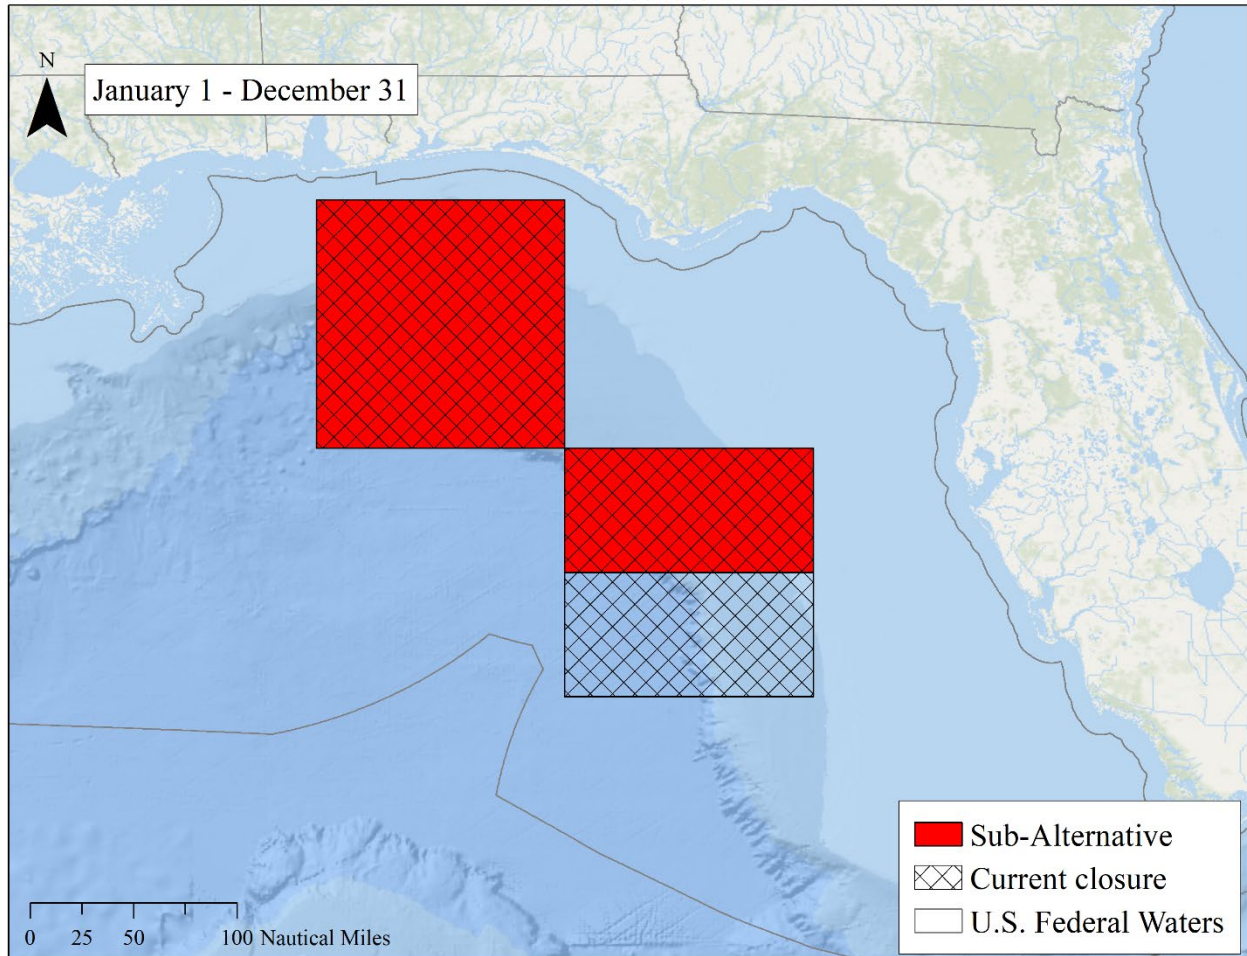 N
January 1 - December 31
Sub-Alternative
Current closure
U.S. Federal Waters
0 25 50 100 Nautical Miles